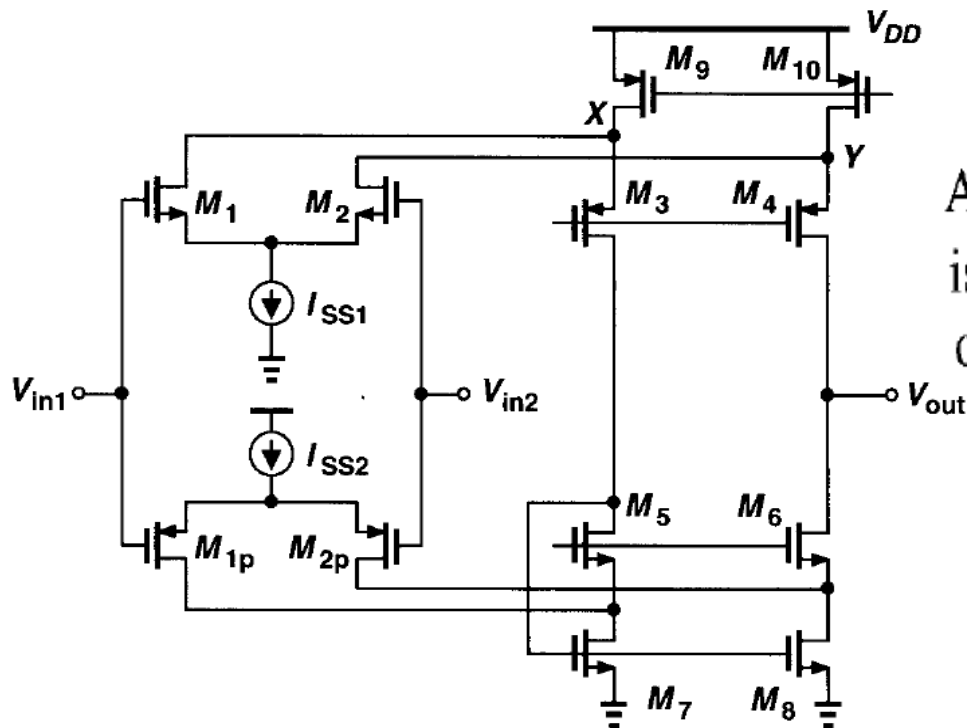 V_DD
M_9 M_10
X
Y
M_1 M_2 M_3 M_4
A
is
I_SS1
V_in1 V_in2 V_out
I_SS2
M_5 M_6
M_1p M_2p
M_7 M_8